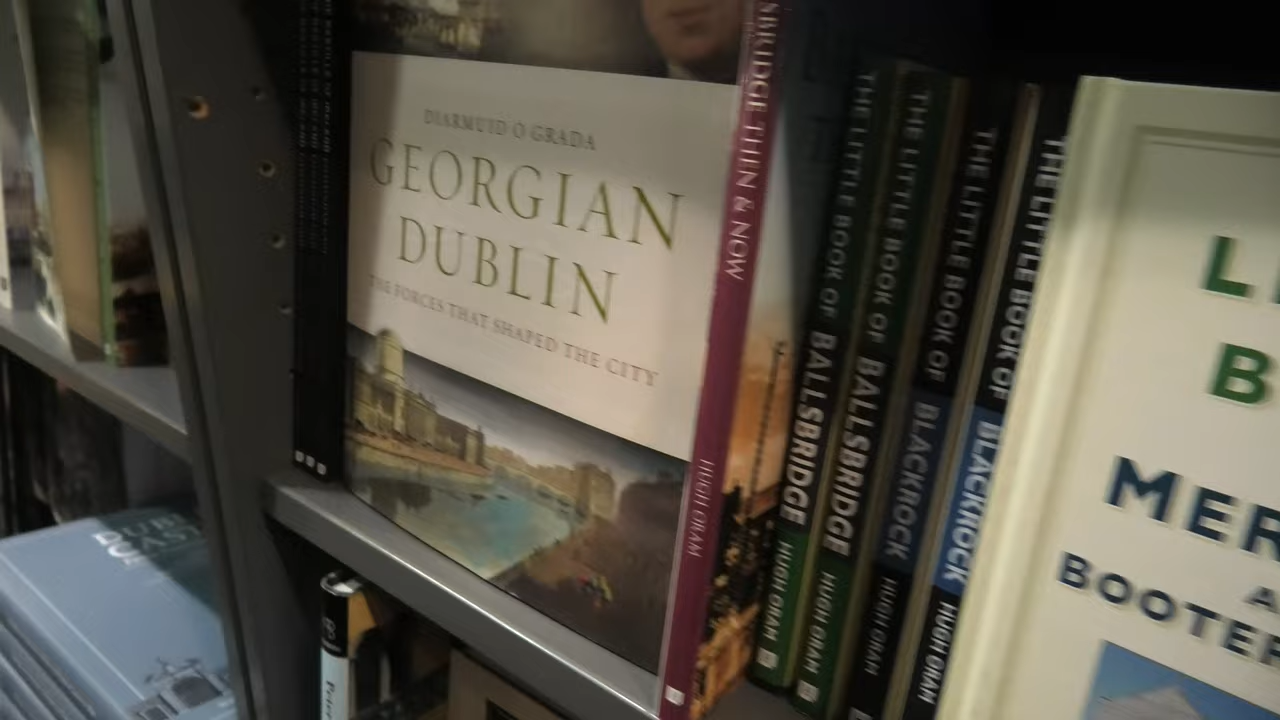 DIARMUID Ó GRADA
GEORGIAN
DUBLIN
THE FORCES THAT SHAPED THE CITY
THEN & NOW
HUGH ORAM
THE LITTLE BOOK OF BALLSBRIDGE
HUGH ORAM
THE LITTLE BOOK OF BALLSBRIDGE
HUGH ORAM
THE LITTLE BOOK OF BLACKROCK
HUGH ORAM
THE LITTLE BOOK OF BLACKROCK
HUGH ORAM
L
B
MER
BOOTER